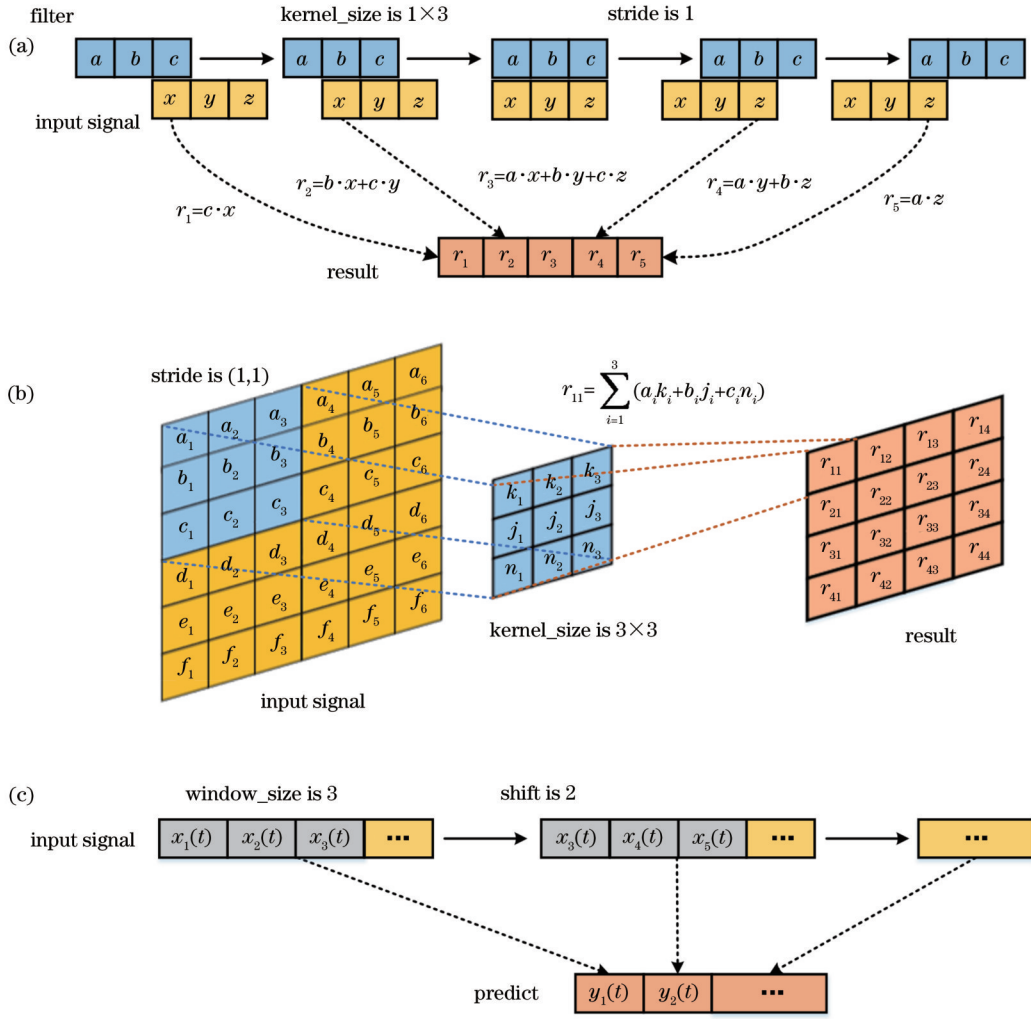 filter kernel_size is 1×3 stride is 1
(a)
a b c a b c a b c a b c a b c
x y z x y z x y z x y z x y z
input signal
r₁=c·x r₂=b·x+c·y r₃=a·x+b·y+c·z r₄=a·y+b·z r₅=a·z
result r₁ r₂ r₃ r₄ r₅
(b)
stride is (1,1)
a₁ a₂ a₃ a₄ a₅ a₆
b₁ b₂ b₃ b₄ b₅ b₆
c₁ c₂ c₃ c₄ c₅ c₆
d₁ d₂ d₃ d₄ d₅ d₆
e₁ e₂ e₃ e₄ e₅ e₆
f₁ f₂ f₃ f₄ f₅ f₆
input signal
r₁₁=∑³ᵢ₌₁(aᵢkᵢ+bᵢjᵢ+cᵢnᵢ)
k₁ k₂ k₃
j₁ j₂ j₃
n₁ n₂ n₃
kernel_size is 3×3
r₁₁ r₁₂ r₁₃ r₁₄
r₂₁ r₂₂ r₂₃ r₂₄
r₃₁ r₃₂ r₃₃ r₃₄
r₄₁ r₄₂ r₄₃ r₄₄
result
(c)
window_size is 3 shift is 2
input signal x₁(t) x₂(t) x₃(t) ··· x₃(t) x₄(t) x₅(t) ··· ···
predict y₁(t) y₂(t) ···